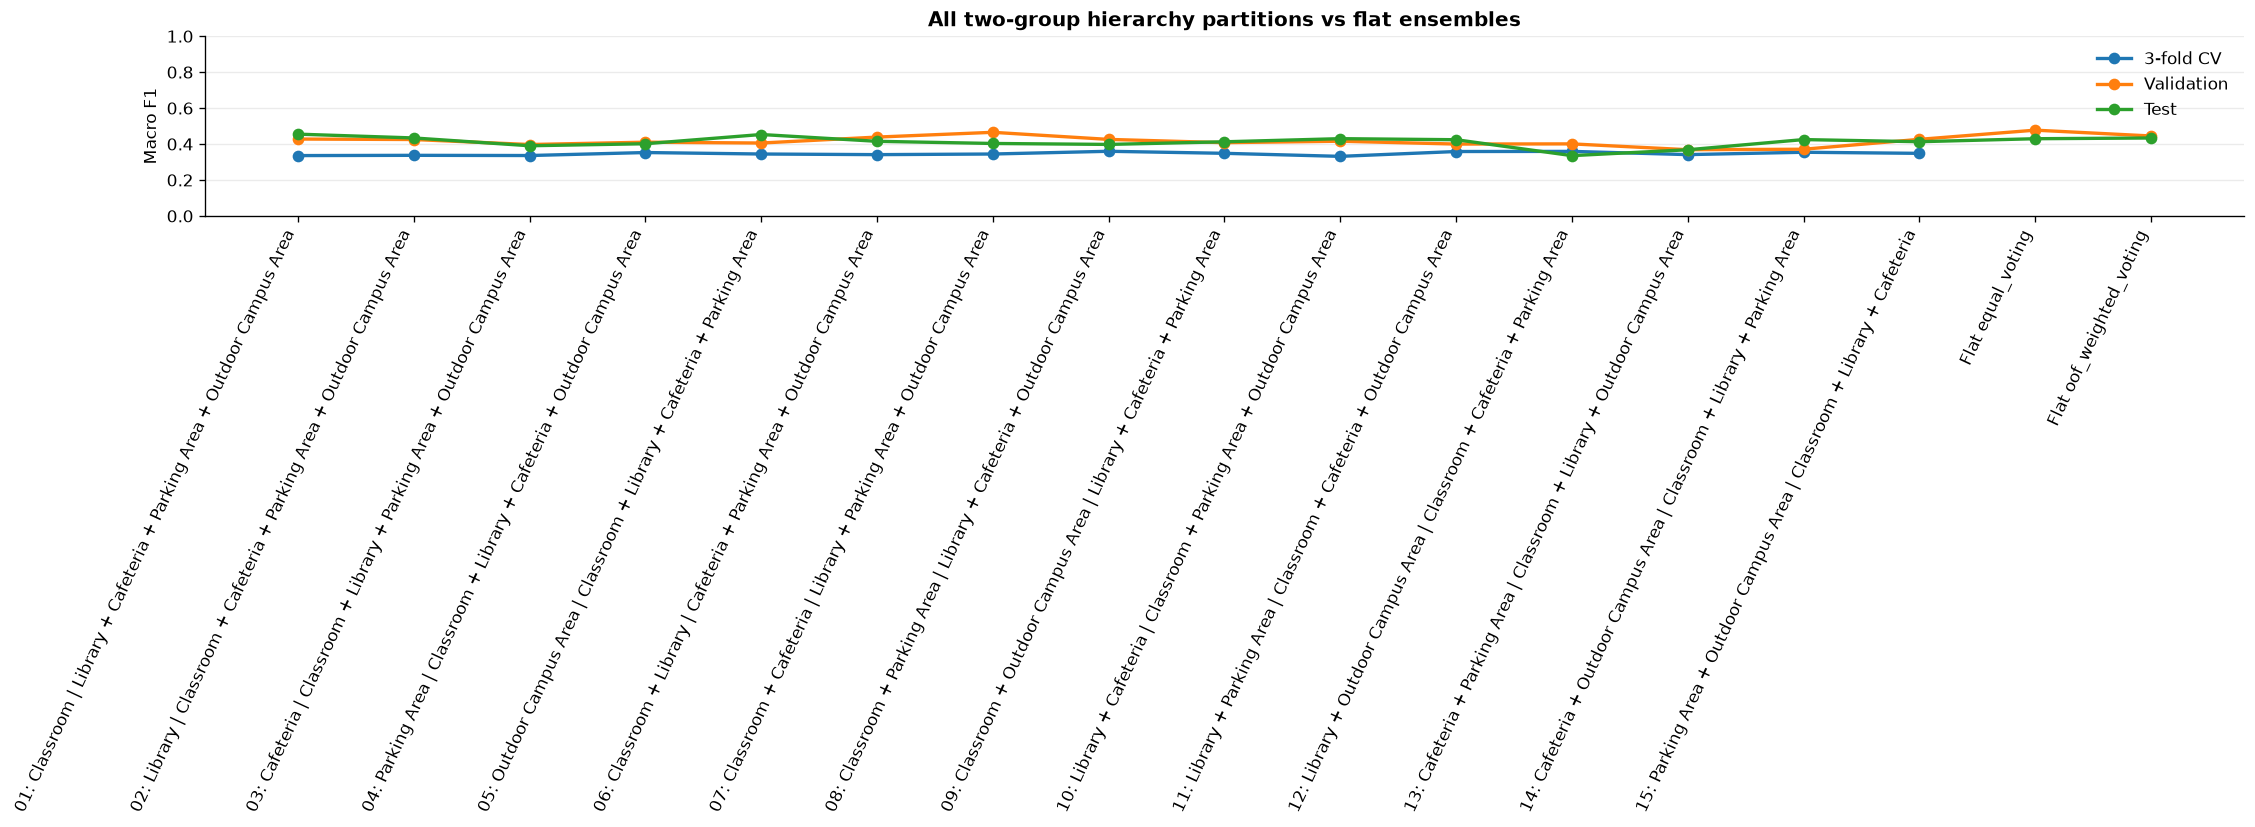 All two-group hierarchy partitions vs flat ensembles
Macro F1
1.0
0.8
0.6
0.4
0.2
0.0
3-fold CV
Validation
Test
01: Classroom | Library + Cafeteria + Parking Area + Outdoor Campus Area
02: Library | Classroom + Cafeteria + Parking Area + Outdoor Campus Area
03: Cafeteria | Classroom + Library + Parking Area + Outdoor Campus Area
04: Parking Area | Classroom + Library + Cafeteria + Outdoor Campus Area
05: Outdoor Campus Area | Classroom + Library + Cafeteria + Parking Area
06: Classroom + Library | Cafeteria + Parking Area + Outdoor Campus Area
07: Classroom + Cafeteria | Library + Parking Area + Outdoor Campus Area
08: Classroom + Parking Area | Library + Cafeteria + Outdoor Campus Area
09: Classroom + Outdoor Campus Area | Library + Cafeteria + Parking Area
10: Library + Cafeteria | Classroom + Parking Area + Outdoor Campus Area
11: Library + Parking Area | Classroom + Cafeteria + Outdoor Campus Area
12: Library + Outdoor Campus Area | Classroom + Cafeteria + Parking Area
13: Cafeteria + Parking Area | Classroom + Library + Outdoor Campus Area
14: Cafeteria + Outdoor Campus Area | Classroom + Library + Parking Area
15: Parking Area + Outdoor Campus Area | Classroom + Library + Cafeteria
Flat equal_voting
Flat oof_weighted_voting